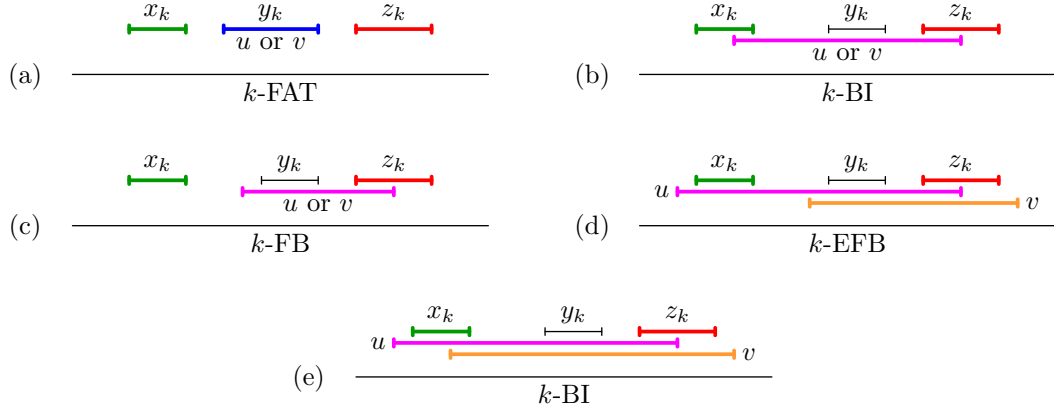 x_k y_k z_k
u or v
(a)
k-FAT
x_k y_k z_k
u or v
(b)
k-BI
x_k y_k z_k
u or v
(c)
k-FB
x_k y_k z_k
u
v
(d)
k-EFB
x_k y_k z_k
u
v
(e)
k-BI